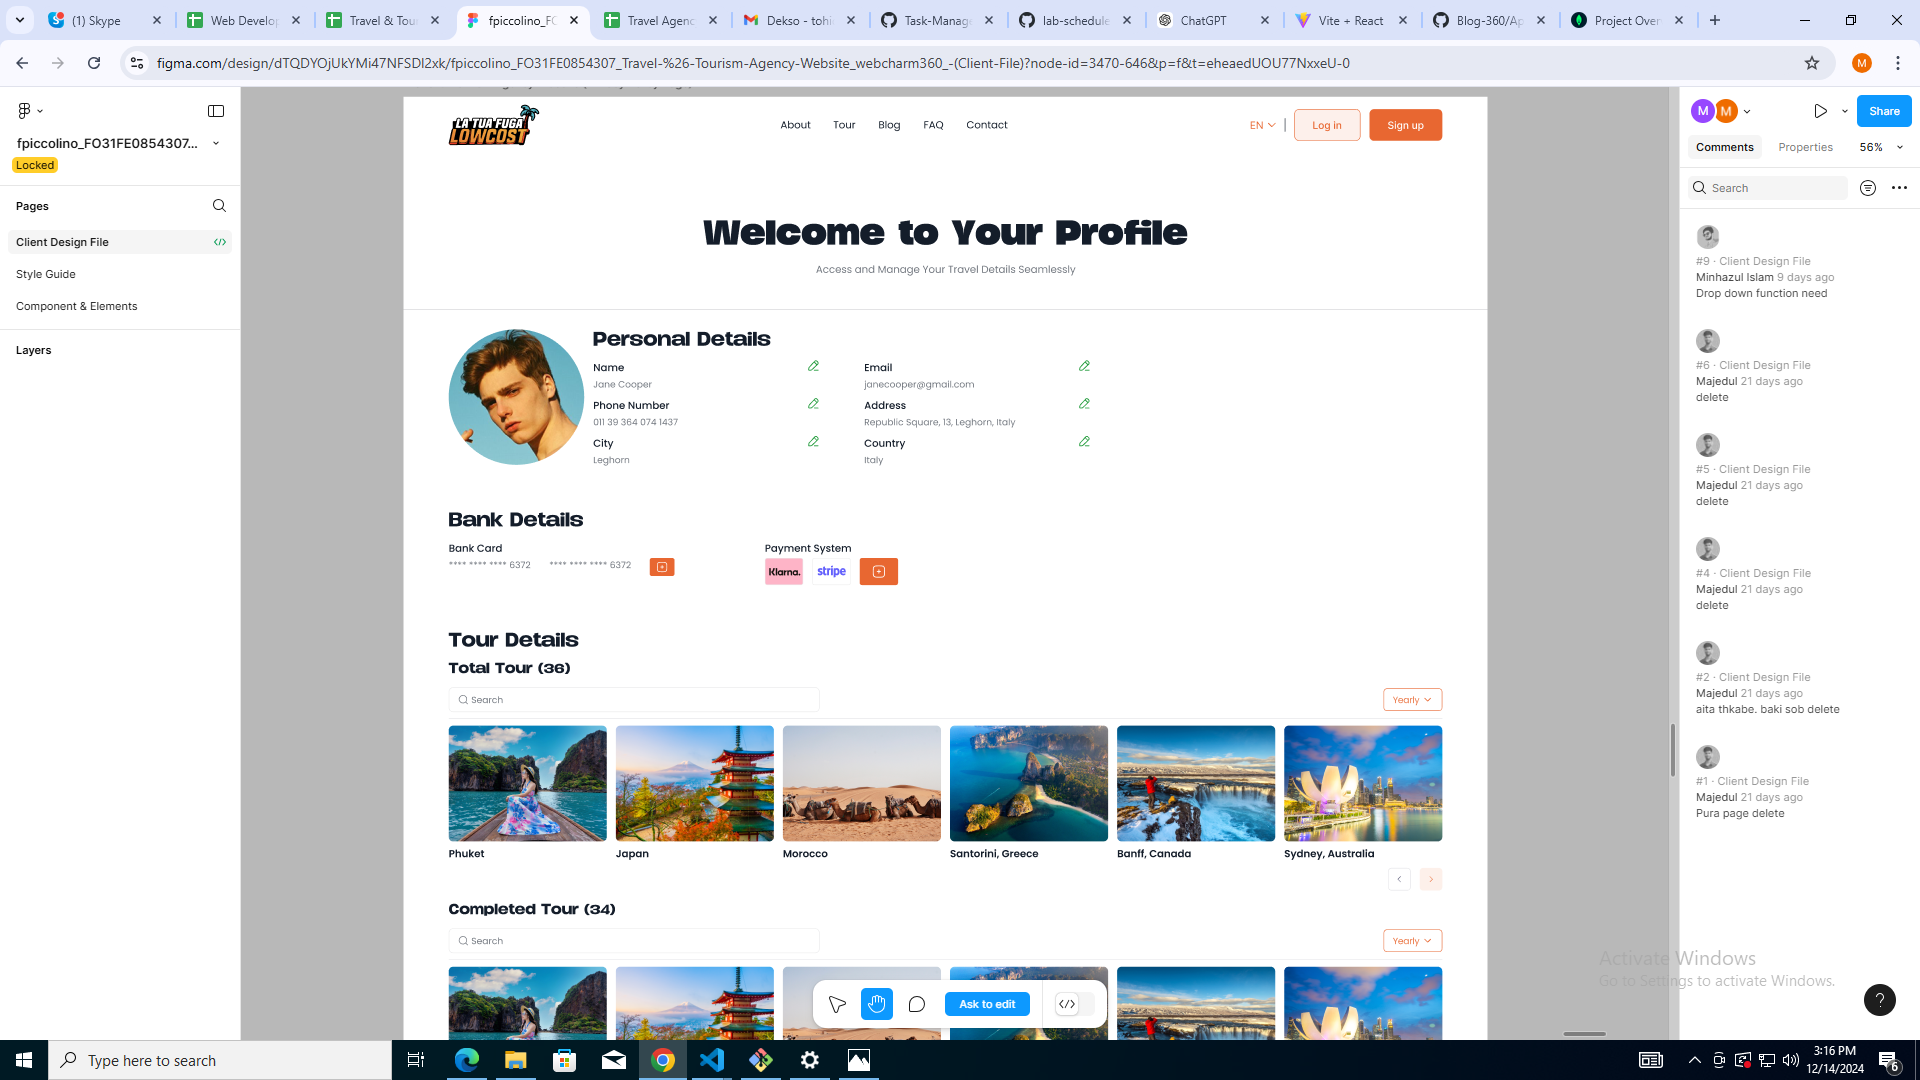 (1) Skype
Web Develop
Travel & Tou
fpiccolino_FO
Travel Agenc
Dekso - tohi
Task-Manage
lab-schedule
ChatGPT
Vite + React
Blog-360/Ap
Project Over
figma.com/design/dTQDYOjUkYMi47NFSDl2xk/fpiccolino_FO31FE0854307_Travel-%26-Tourism-Agency-Website_webcharm360_-(Client-File)?node-id=3470-646&p=f&t=eheaedUOU77NxxeU-0
M
fpiccolino_FO31FE0854307...
Locked
Pages
Client Design File
Style Guide
Component & Elements
Layers
LA TUA FUGA
LOWCOST
About
Tour
Blog
FAQ
Contact
EN
Log in
Sign up
Welcome to Your Profile
Access and Manage Your Travel Details Seamlessly
Personal Details
Name
Jane Cooper
Email
janecooper@gmail.com
Phone Number
011 39 364 074 1437
Address
Republic Square, 13, Leghorn, Italy
City
Leghorn
Country
Italy
Bank Details
Bank Card
**** **** **** 6372
**** **** **** 6372
Payment System
Klarna.
stripe
Tour Details
Total Tour (36)
Search
Yearly
Phuket
Japan
Morocco
Santorini, Greece
Banff, Canada
Sydney, Australia
Completed Tour (34)
Search
Yearly
Ask to edit
M
M
Share
Comments
Properties
56%
Search
#9 · Client Design File
Minhazul Islam 9 days ago
Drop down function need
#6 · Client Design File
Majedul 21 days ago
delete
#5 · Client Design File
Majedul 21 days ago
delete
#4 · Client Design File
Majedul 21 days ago
delete
#2 · Client Design File
Majedul 21 days ago
aita thkabe. baki sob delete
#1 · Client Design File
Majedul 21 days ago
Pura page delete
Activate Windows
Go to Settings to activate Windows.
?
Type here to search
3:16 PM
12/14/2024
6